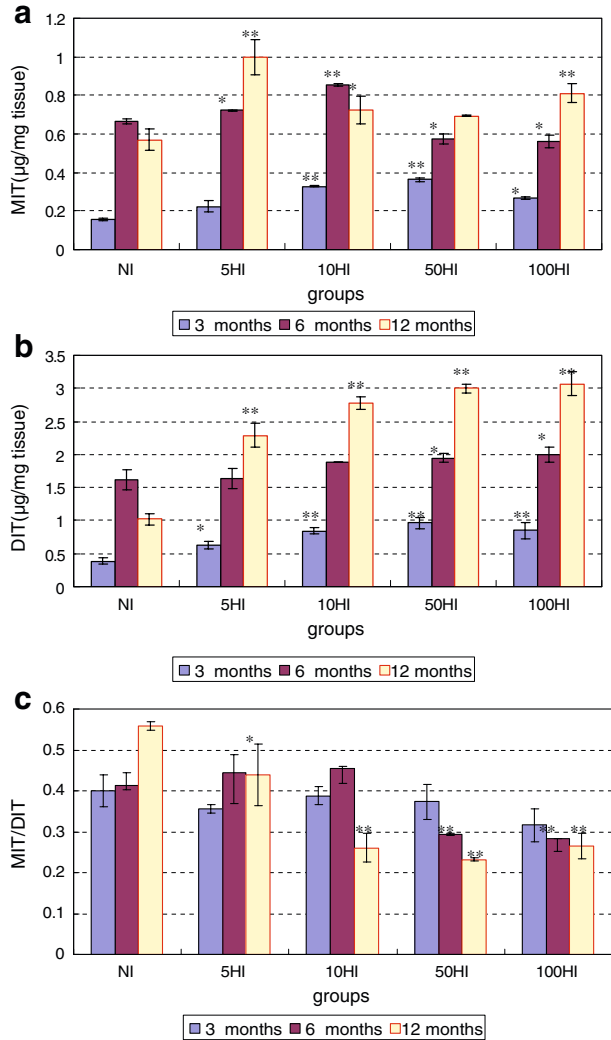 a
MIT(µg/mg tissue)
1.2
1
0.8
0.6
0.4
0.2
0
* ** ** * ** ** * ** * * **
NI 5HI 10HI 50HI 100HI
groups
3 months 6 months 12 months
b
DIT(µg/mg tissue)
3.5
3
2.5
2
1.5
1
0.5
0
* ** ** ** ** * ** ** * **
NI 5HI 10HI 50HI 100HI
groups
3 months 6 months 12 months
c
MIT/DIT
0.6
0.5
0.4
0.3
0.2
0.1
0
* ** ** ** ** **
NI 5HI 10HI 50HI 100HI
groups
3 months 6 months 12 months